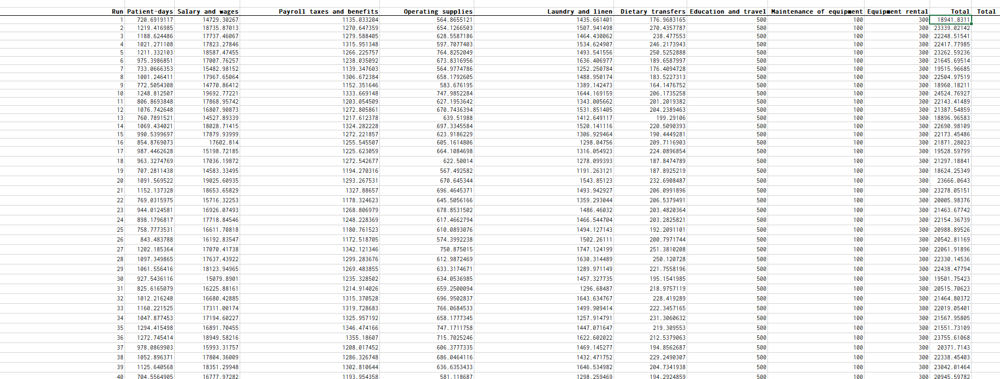 Run Patient-days Salary and wages Payroll taxes and benefits Operating supplies Laundry and linen Dietary transfers Education and travel Maintenance of equipment Equipment rental Total Total
1 720.6919117 14729.30267 1135.033204 564.8655121 1435.661401 176.9683165 500 100 300 18941.8311
2 1219.416985 18735.87013 1270.647359 654.1266503 1507.941498 270.4357787 500 100 300 23339.02142
3 1188.624486 17737.46067 1279.588405 628.5587186 1464.430062 238.477553 500 100 300 22248.51541
4 1021.271108 17823.27846 1315.951348 597.7077403 1534.624907 246.2173943 500 100 300 22417.77985
5 1211.332103 18587.47455 1266.225757 764.8252049 1493.541556 250.5252888 500 100 300 23262.59236
6 975.3986851 17007.76257 1238.035092 673.8316956 1636.406977 189.6587997 500 100 300 21645.69514
7 733.0666353 15482.98152 1139.347603 564.9774786 1252.250784 176.4094728 500 100 300 19515.96685
8 1001.246411 17967.65064 1306.672384 658.1792605 1488.950174 183.5227313 500 100 300 22504.97519
9 772.5054308 14770.86412 1152.351646 583.676195 1389.142473 164.1476752 500 100 300 18960.18211
10 1248.812507 19692.77221 1333.669148 747.9852284 1644.169159 206.1735258 500 100 300 24524.76927
11 806.8693848 17868.95742 1203.054509 627.1953642 1343.005662 201.2019382 500 100 300 22143.41489
12 1076.742648 16807.90873 1272.805861 670.7436394 1531.851405 204.2389463 500 100 300 21387.54859
13 760.7891521 14527.89339 1217.612378 639.51988 1412.649117 199.29106 500 100 300 18896.96583
14 1069.434021 18028.71415 1324.282228 697.3345584 1520.141116 220.5090393 500 100 300 22690.98109
15 990.5399697 17879.93999 1272.221857 623.9186229 1306.929464 190.4449281 500 100 300 22173.45486
16 854.8769073 17602.814 1255.545507 605.1614806 1298.04756 209.7116903 500 100 300 21871.28023
17 987.4462628 15198.72185 1225.623059 664.1084698 1316.054923 224.0896854 500 100 300 19528.59799
18 963.3274769 17036.19872 1272.542677 622.50014 1278.099393 187.8474789 500 100 300 21297.18841
19 707.2811438 14583.33495 1194.270316 567.492582 1191.263121 187.8925219 500 100 300 18624.25349
20 1091.569522 19025.60935 1293.267531 670.645344 1543.85123 232.6908487 500 100 300 23666.0643
21 1152.137328 18653.65829 1327.88657 696.4645371 1493.942927 206.0991896 500 100 300 23278.05151
22 769.0315975 15716.32253 1178.324623 645.5056166 1359.293044 206.5379491 500 100 300 20005.98376
23 944.0124581 16926.07493 1268.806979 678.8531502 1486.46032 203.4820364 500 100 300 21463.67742
24 898.1796817 17718.84546 1248.228369 617.4662794 1466.544704 203.2825821 500 100 300 22154.36739
25 758.7773531 16611.70818 1180.761523 610.0893076 1494.127143 192.2091101 500 100 300 20988.89526
26 843.483788 16192.83547 1172.518705 574.3992238 1502.26111 200.7971744 500 100 300 20542.81169
27 1202.185364 17070.41738 1342.121346 750.875015 1747.124199 251.3810208 500 100 300 22061.91896
28 1097.349865 17637.43922 1299.283676 612.9872469 1630.314489 250.120728 500 100 300 22330.14536
29 1061.556416 18123.94965 1269.483855 633.3174671 1289.971149 221.7558196 500 100 300 22438.47794
30 927.5436116 15079.8901 1235.328502 634.0536985 1457.327735 195.1541985 500 100 300 19501.75423
31 825.6165079 16225.88161 1214.914026 659.2500094 1296.68487 218.9757119 500 100 300 20515.70623
32 1012.216248 16680.42885 1315.370528 696.9502837 1643.634767 228.419289 500 100 300 21464.80372
33 1160.221525 17311.00174 1319.728683 766.0684533 1499.909414 222.3457165 500 100 300 22019.05401
34 1047.877453 17194.60227 1325.957192 658.1777345 1257.914791 231.3060632 500 100 300 21567.95805
35 1294.415498 16891.70455 1346.474166 747.1711758 1447.071647 219.309553 500 100 300 21551.73109
36 1272.745414 18949.58216 1355.18607 715.7025246 1622.602022 212.5379063 500 100 300 23755.61068
37 978.0869903 15993.31757 1208.017452 606.3777335 1469.145277 194.8562687 500 100 300 20371.7143
38 1052.896371 17804.36009 1286.326748 686.0464116 1432.471752 229.2490307 500 100 300 22338.45403
39 1125.640568 18351.29948 1302.810644 636.6353433 1646.534982 204.7341938 500 100 300 23042.01464
40 704.5564905 16777.97282 1193.954358 581.118687 1298.259469 194.2924859 500 100 300 20945.59782